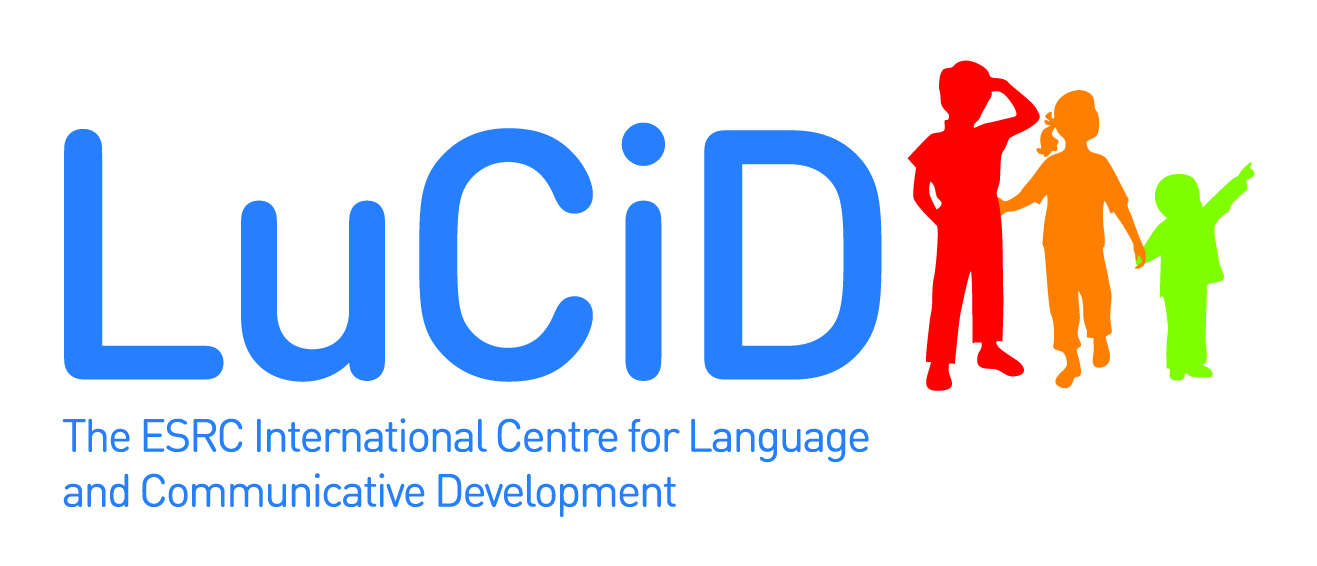 LuCiD
The ESRC International Centre for Language
and Communicative Development